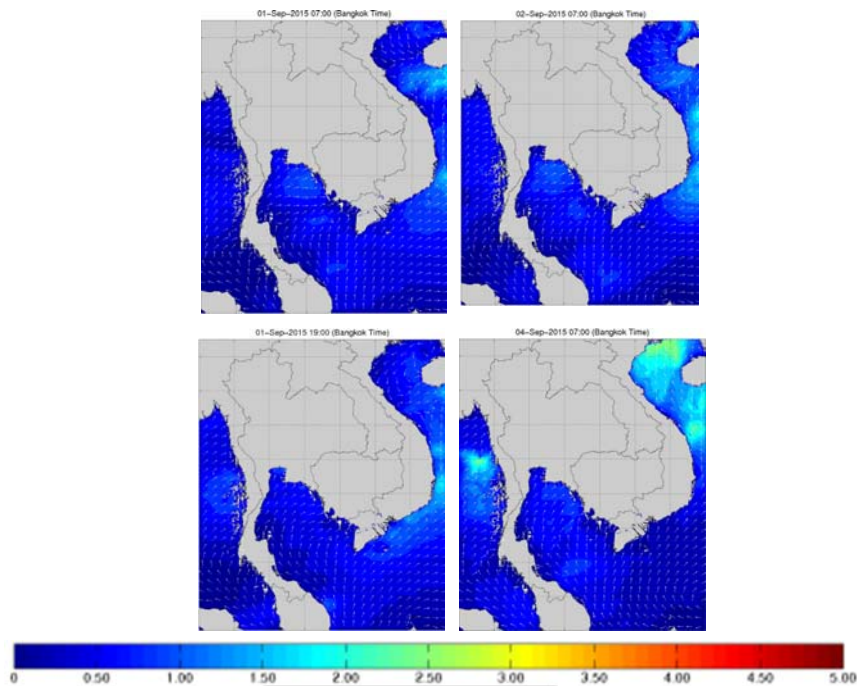 01-Sep-2015 07:00 (Bangkok Time)
02-Sep-2015 07:00 (Bangkok Time)
01-Sep-2015 19:00 (Bangkok Time)
04-Sep-2015 07:00 (Bangkok Time)
0 0.50 1.00 1.50 2.00 2.50 3.00 3.50 4.00 4.50 5.00